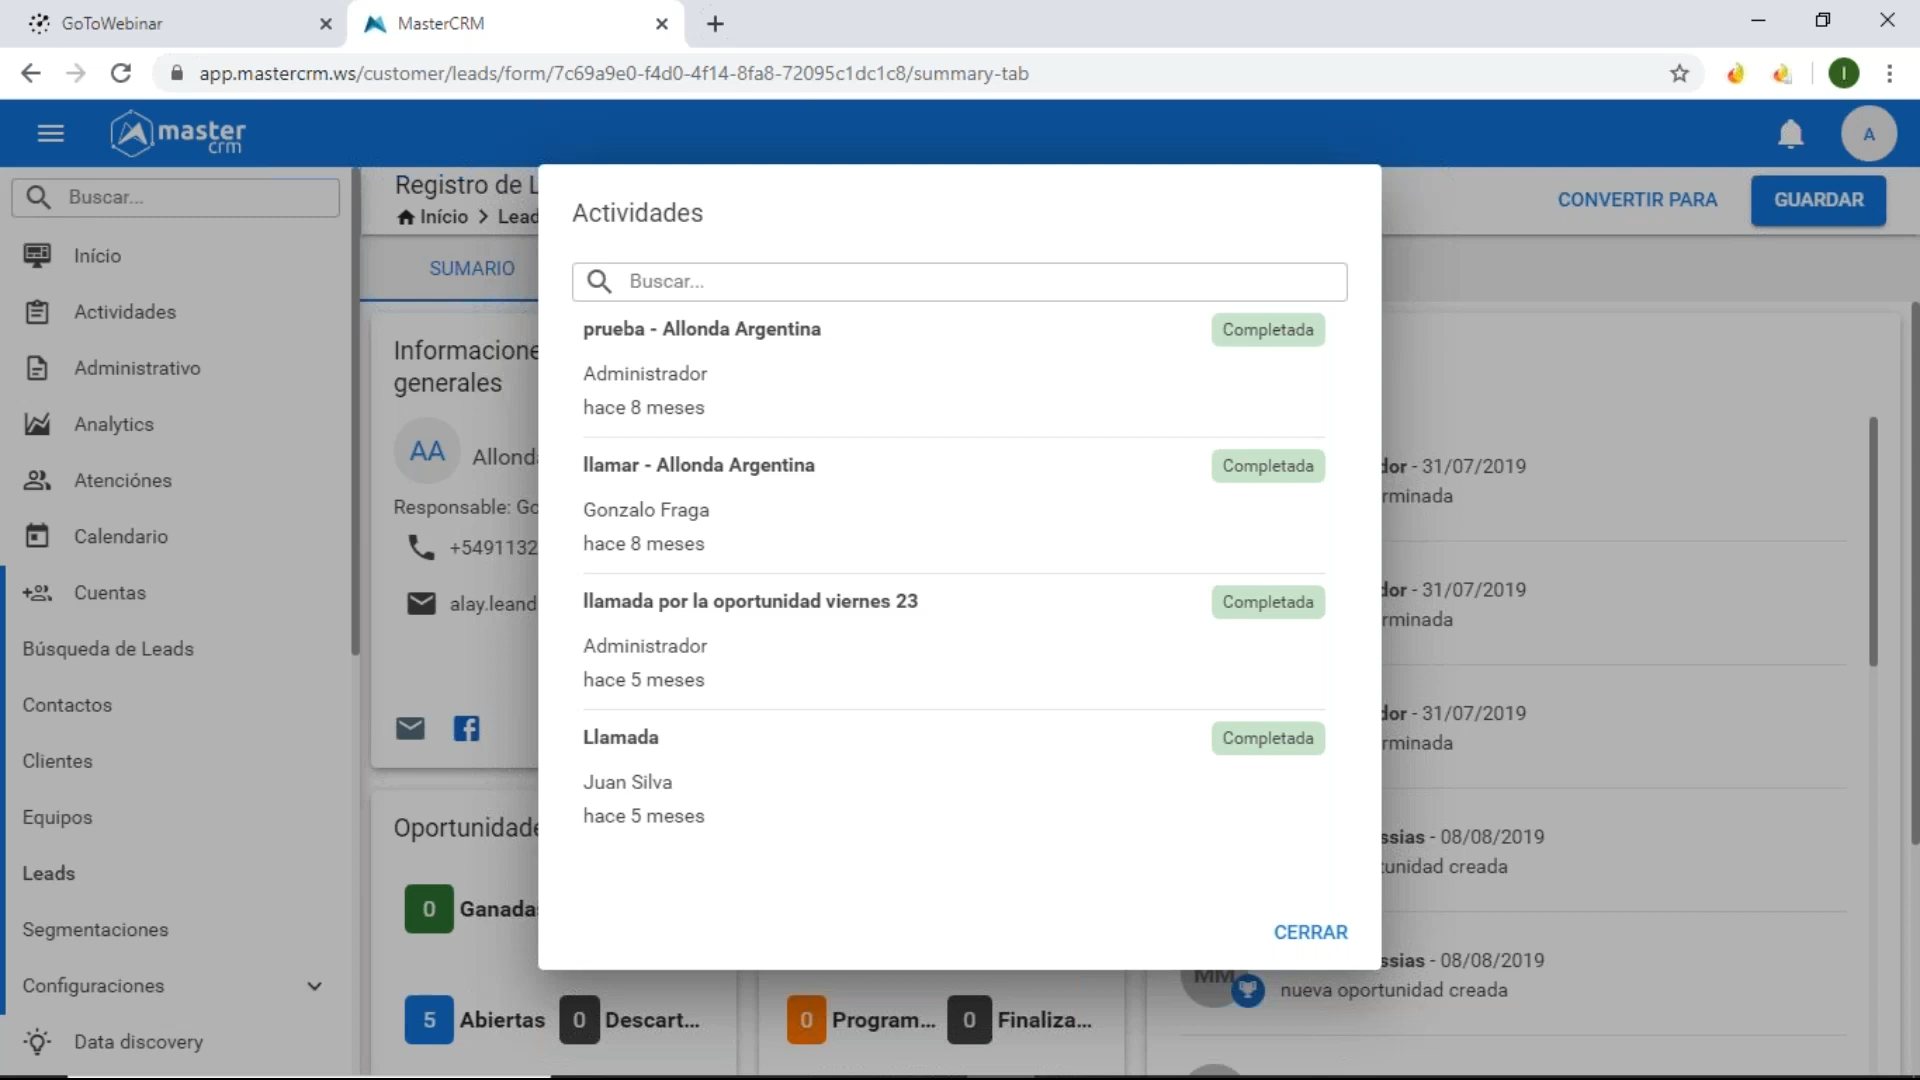 GoToWebinar
MasterCRM
app.mastercrm.ws/customer/leads/form/7c69a9e0-f4d0-4f14-8fa8-72095c1dc1c8/summary-tab
I
master
crm
A
Buscar...
Início
Actividades
Administrativo
Analytics
Atenciónes
Calendario
Cuentas
Búsqueda de Leads
Contactos
Clientes
Equipos
Leads
Segmentaciones
Configuraciones
Data discovery
Registro de L
Início > Lead
CONVERTIR PARA
GUARDAR
SUMARIO
Informacione
generales
AA
Allonda
Responsable: Go
+5491132
alay.leand
Oportunidade
0 Ganadas
5 Abiertas
0 Descart...
0 Program...
0 Finaliza...
Actividades
Buscar...
prueba - Allonda Argentina
Completada
Administrador
hace 8 meses
llamar - Allonda Argentina
Completada
Gonzalo Fraga
hace 8 meses
llamada por la oportunidad viernes 23
Completada
Administrador
hace 5 meses
Llamada
Completada
Juan Silva
hace 5 meses
CERRAR
dor - 31/07/2019
rminada
dor - 31/07/2019
rminada
dor - 31/07/2019
rminada
ssias - 08/08/2019
tunidad creada
ssias - 08/08/2019
MM
nueva oportunidad creada